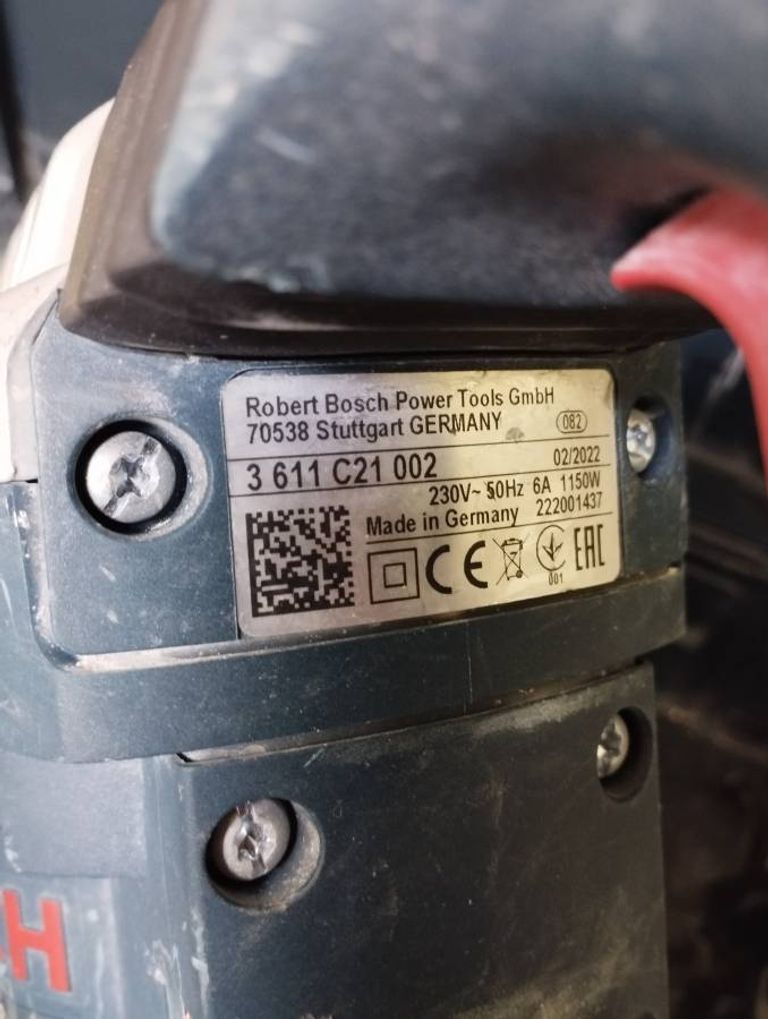 Robert Bosch Power Tools GmbH
70538 Stuttgart GERMANY 082
3 611 C21 002 02/2022
230V~ 50Hz 6A 1150W
Made in Germany 222001437
CE EAC
001
H